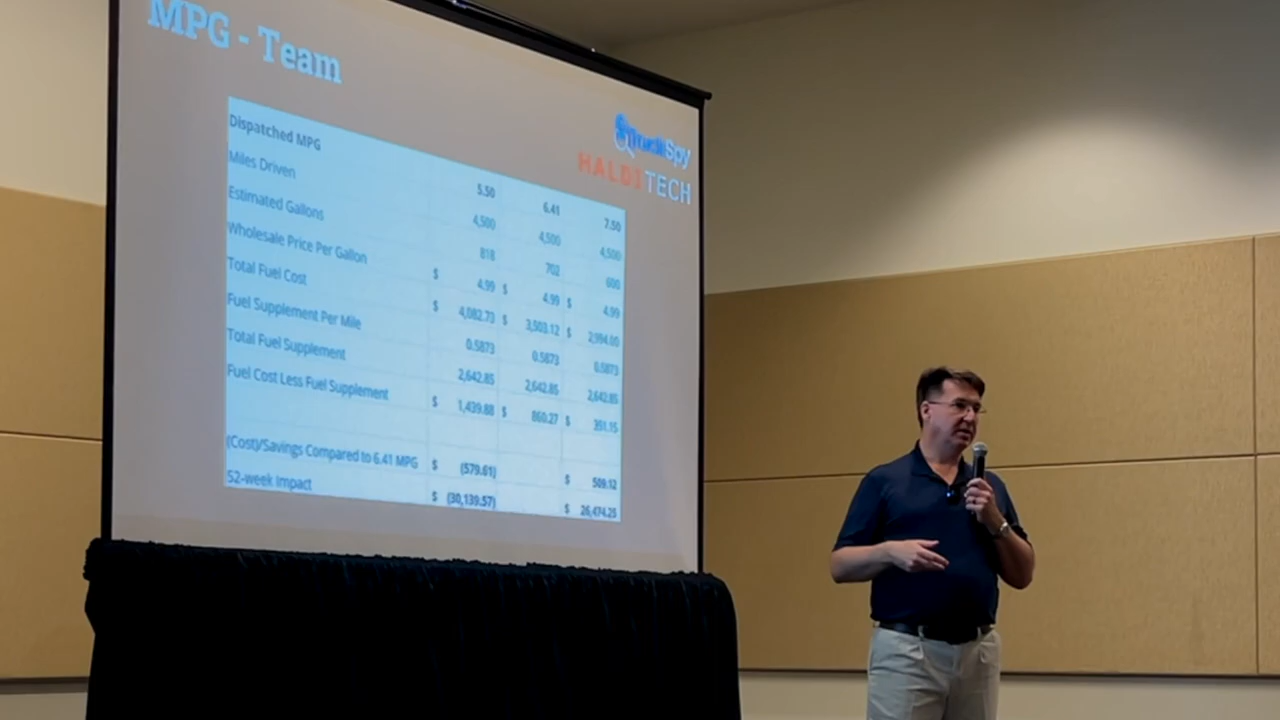 MPG - Team
TruckSpy
HALDITECH
Dispatched MPG 5.50 6.41 7.50
Miles Driven 4,500 4,500 4,500
Estimated Gallons 818 702 600
Wholesale Price Per Gallon $ 4.99 $ 4.99 $ 4.99
Total Fuel Cost $ 4,082.73 $ 3,503.12 $ 2,994.00
Fuel Supplement Per Mile 0.5873 0.5873 0.5873
Total Fuel Supplement 2,642.85 2,642.85 2,642.85
Fuel Cost Less Fuel Supplement $ 1,439.88 $ 860.27 $ 351.15
(Cost)/Savings Compared to 6.41 MPG $ (579.61) $ 509.12
52-week Impact $ (30,139.57) $ 26,474.25